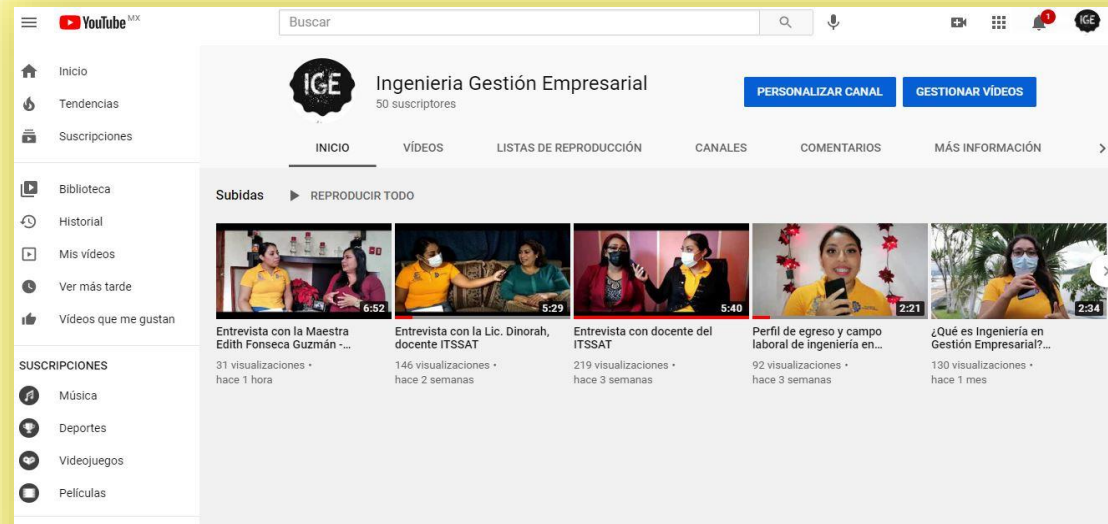 YouTube MX
Buscar
1
IGE
Inicio
Tendencias
Suscripciones
Biblioteca
Historial
Mis vídeos
Ver más tarde
Vídeos que me gustan
SUSCRIPCIONES
Música
Deportes
Videojuegos
Películas
IGE
Ingenieria Gestión Empresarial
50 suscriptores
PERSONALIZAR CANAL
GESTIONAR VÍDEOS
INICIO
VÍDEOS
LISTAS DE REPRODUCCIÓN
CANALES
COMENTARIOS
MÁS INFORMACIÓN
Subidas
REPRODUCIR TODO
6:52
Entrevista con la Maestra
Edith Fonseca Guzmán -...
31 visualizaciones •
hace 1 hora
5:29
Entrevista con la Lic. Dinorah,
docente ITSSAT
146 visualizaciones •
hace 2 semanas
5:40
Entrevista con docente del
ITSSAT
219 visualizaciones •
hace 3 semanas
2:21
Perfil de egreso y campo
laboral de ingeniería en...
92 visualizaciones •
hace 3 semanas
2:34
¿Qué es Ingeniería en
Gestión Empresarial?...
130 visualizaciones •
hace 1 mes